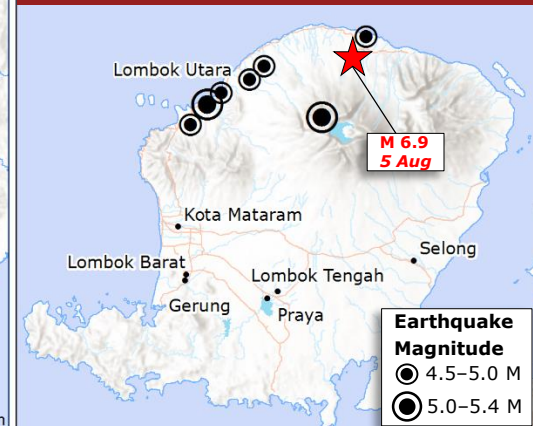 Lombok Utara
M 6.9
5 Aug
Kota Mataram
Selong
Lombok Barat
Lombok Tengah
Gerung
Praya
Earthquake
Magnitude
4.5–5.0 M
5.0–5.4 M